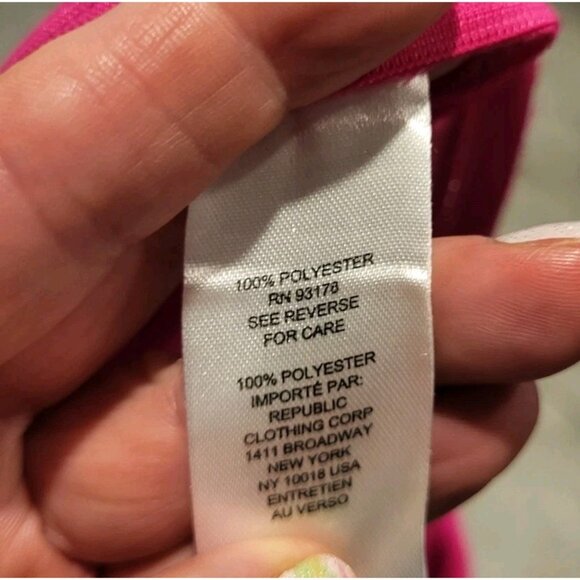 100% POLYESTER
RN 93178
SEE REVERSE
FOR CARE
100% POLYESTER
IMPORTÉ PAR:
REPUBLIC
CLOTHING CORP
1411 BROADWAY
NEW YORK
NY 10018 USA
ENTRETIEN
AU VERSO